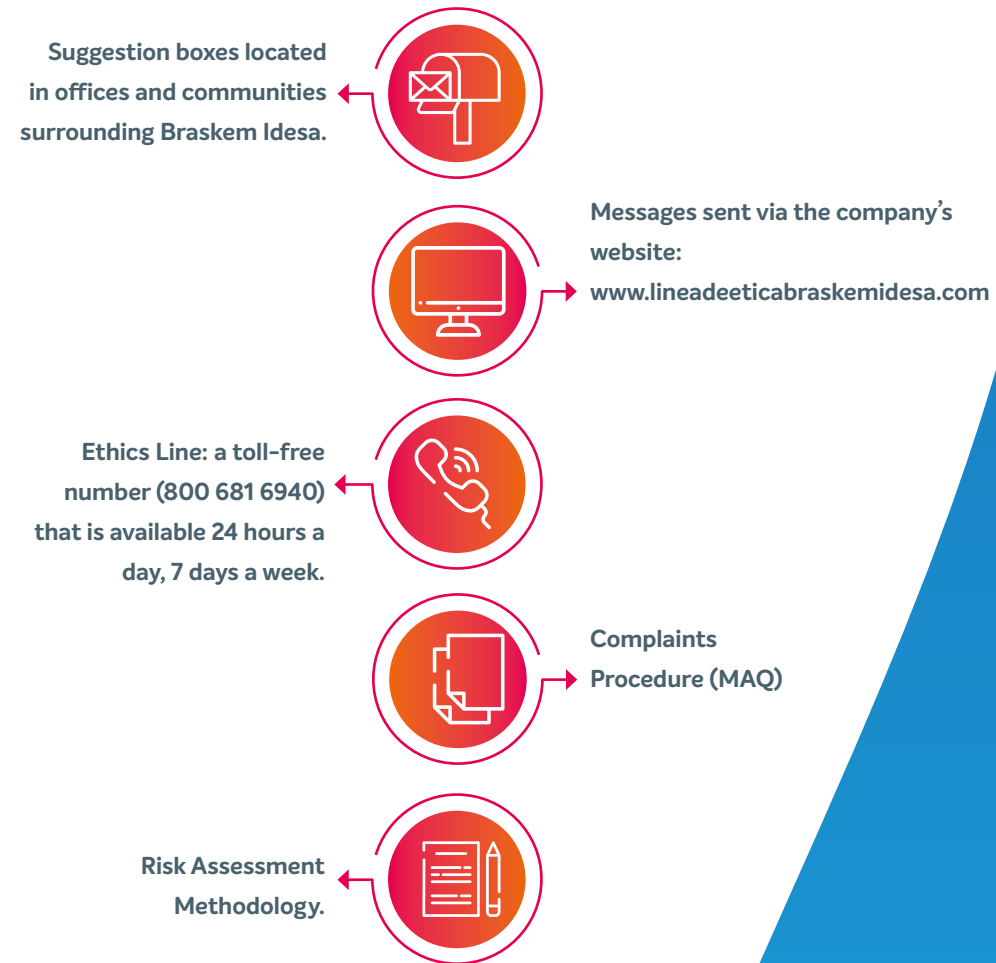 Suggestion boxes located
in offices and communities
surrounding Braskem Idesa.
Messages sent via the company’s
website:
www.lineadeeticabraskemidesa.com
Ethics Line: a toll-free
number (800 681 6940)
that is available 24 hours a
day, 7 days a week.
Complaints
Procedure (MAQ)
Risk Assessment
Methodology.